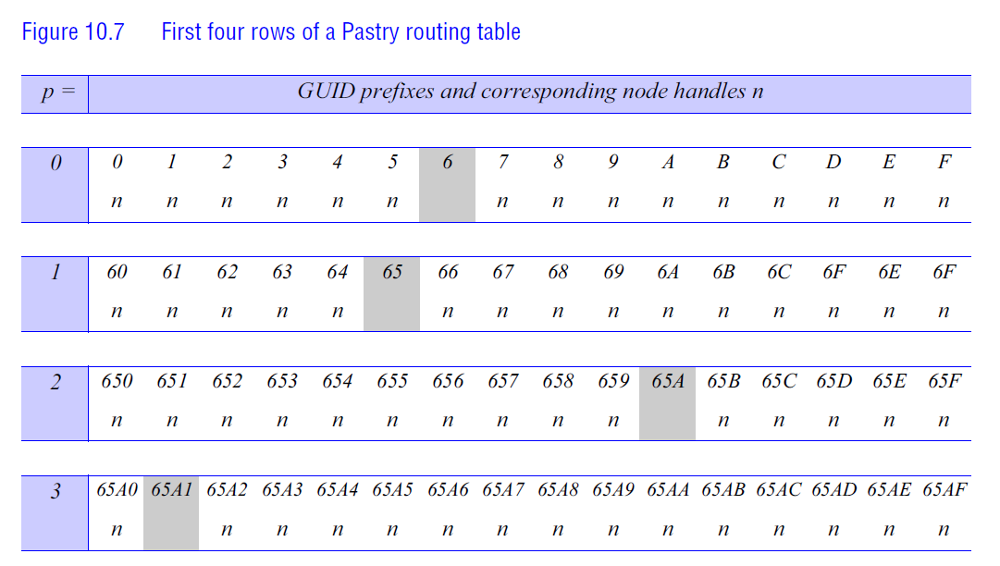 Figure 10.7 First four rows of a Pastry routing table
p = GUID prefixes and corresponding node handles n
0 0 1 2 3 4 5 6 7 8 9 A B C D E F
n n n n n n n n n n n n n n n
1 60 61 62 63 64 65 66 67 68 69 6A 6B 6C 6F 6E 6F
n n n n n n n n n n n n n n n
2 650 651 652 653 654 655 656 657 658 659 65A 65B 65C 65D 65E 65F
n n n n n n n n n n n n n n n
3 65A0 65A1 65A2 65A3 65A4 65A5 65A6 65A7 65A8 65A9 65AA 65AB 65AC 65AD 65AE 65AF
n n n n n n n n n n n n n n n